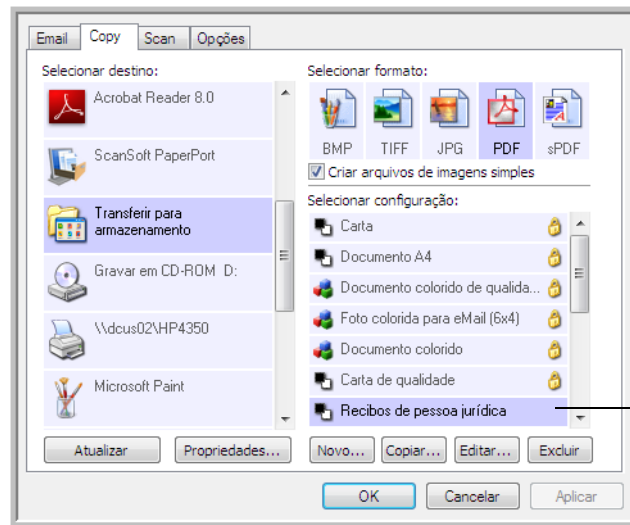 Email Copy Scan Opções
Selecionar destino:
Acrobat Reader 8.0
ScanSoft PaperPort
Transferir para
armazenamento
Gravar em CD-ROM D:
\\dcus02\HP4350
Microsoft Paint
Atualizar Propriedades...
Selecionar formato:
BMP TIFF JPG PDF sPDF
Criar arquivos de imagens simples
Selecionar configuração:
Carta
Documento A4
Documento colorido de qualida...
Foto colorida para eMail (6x4)
Documento colorido
Carta de qualidade
Recibos de pessoa jurídica
Novo... Copiar... Editar... Excluir
OK Cancelar Aplicar